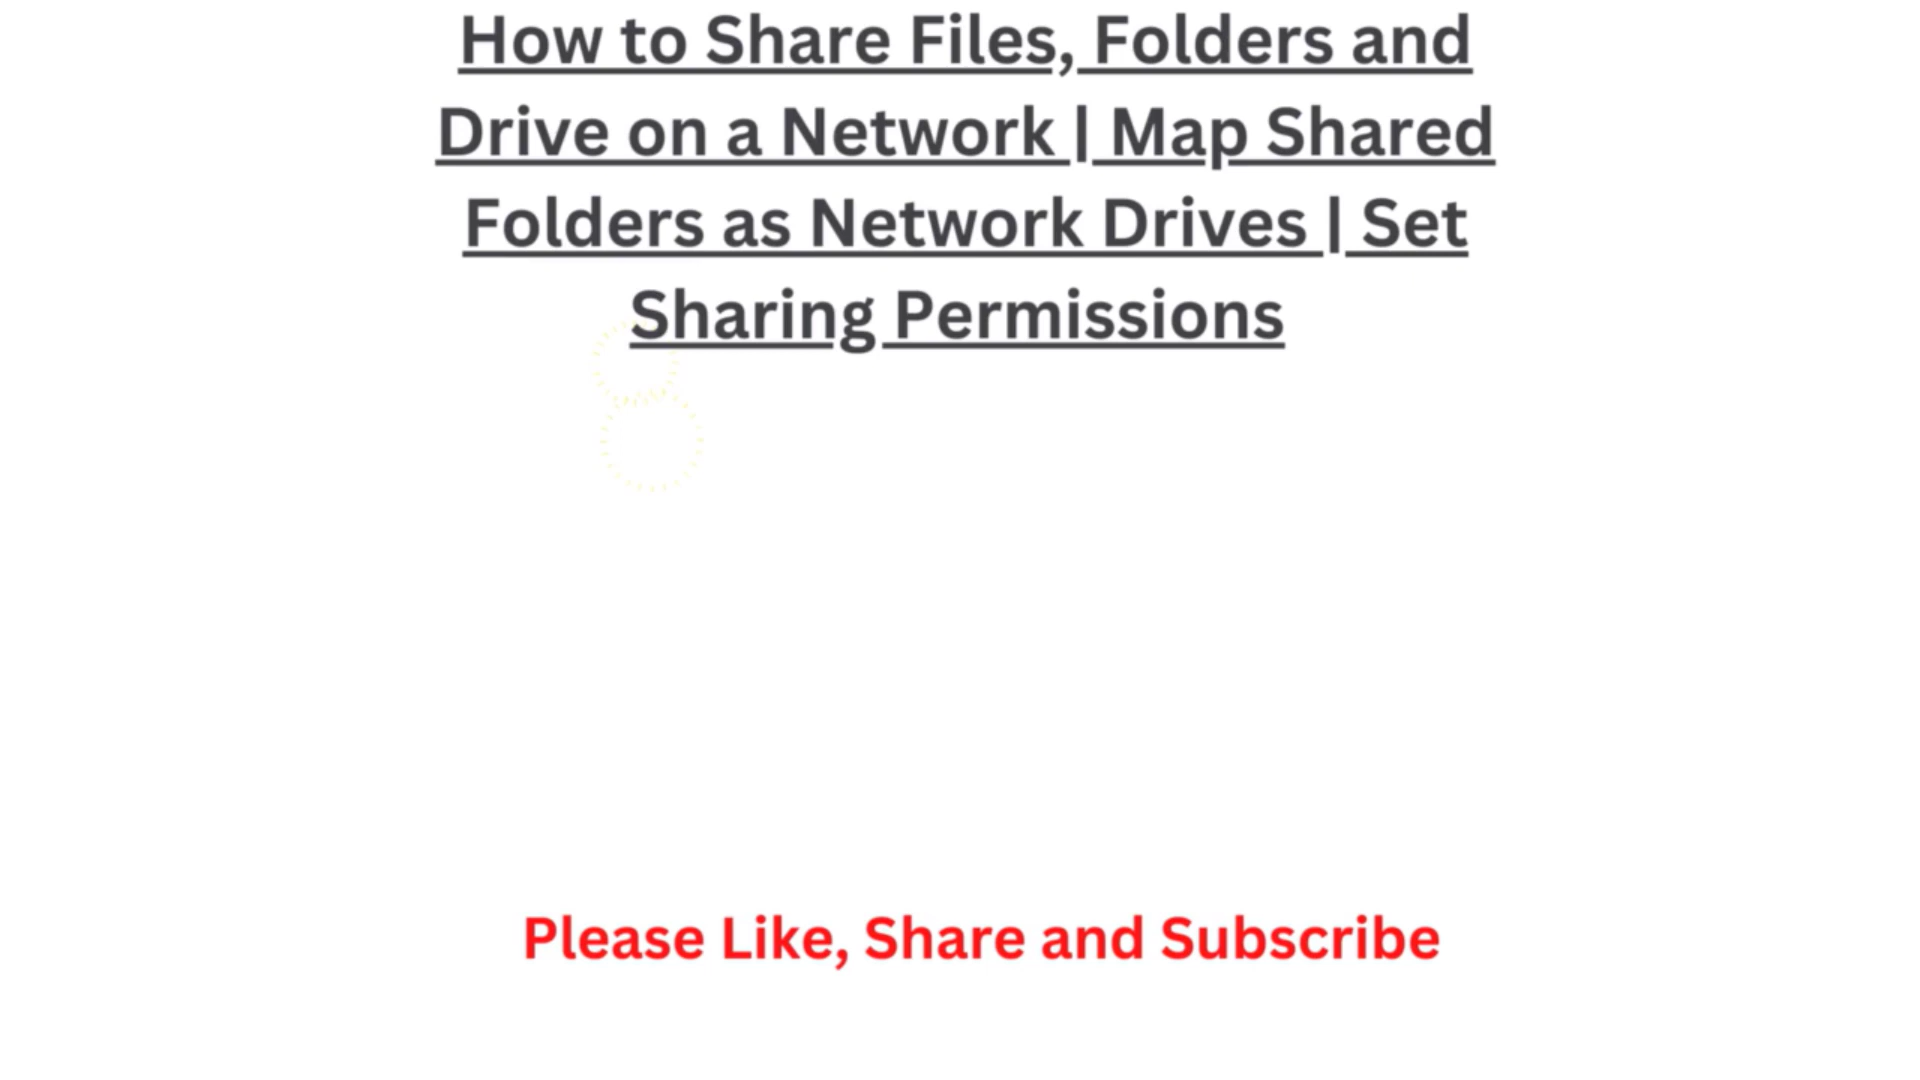 How to Share Files, Folders and
Drive on a Network | Map Shared
Folders as Network Drives | Set
Sharing Permissions
Please Like, Share and Subscribe